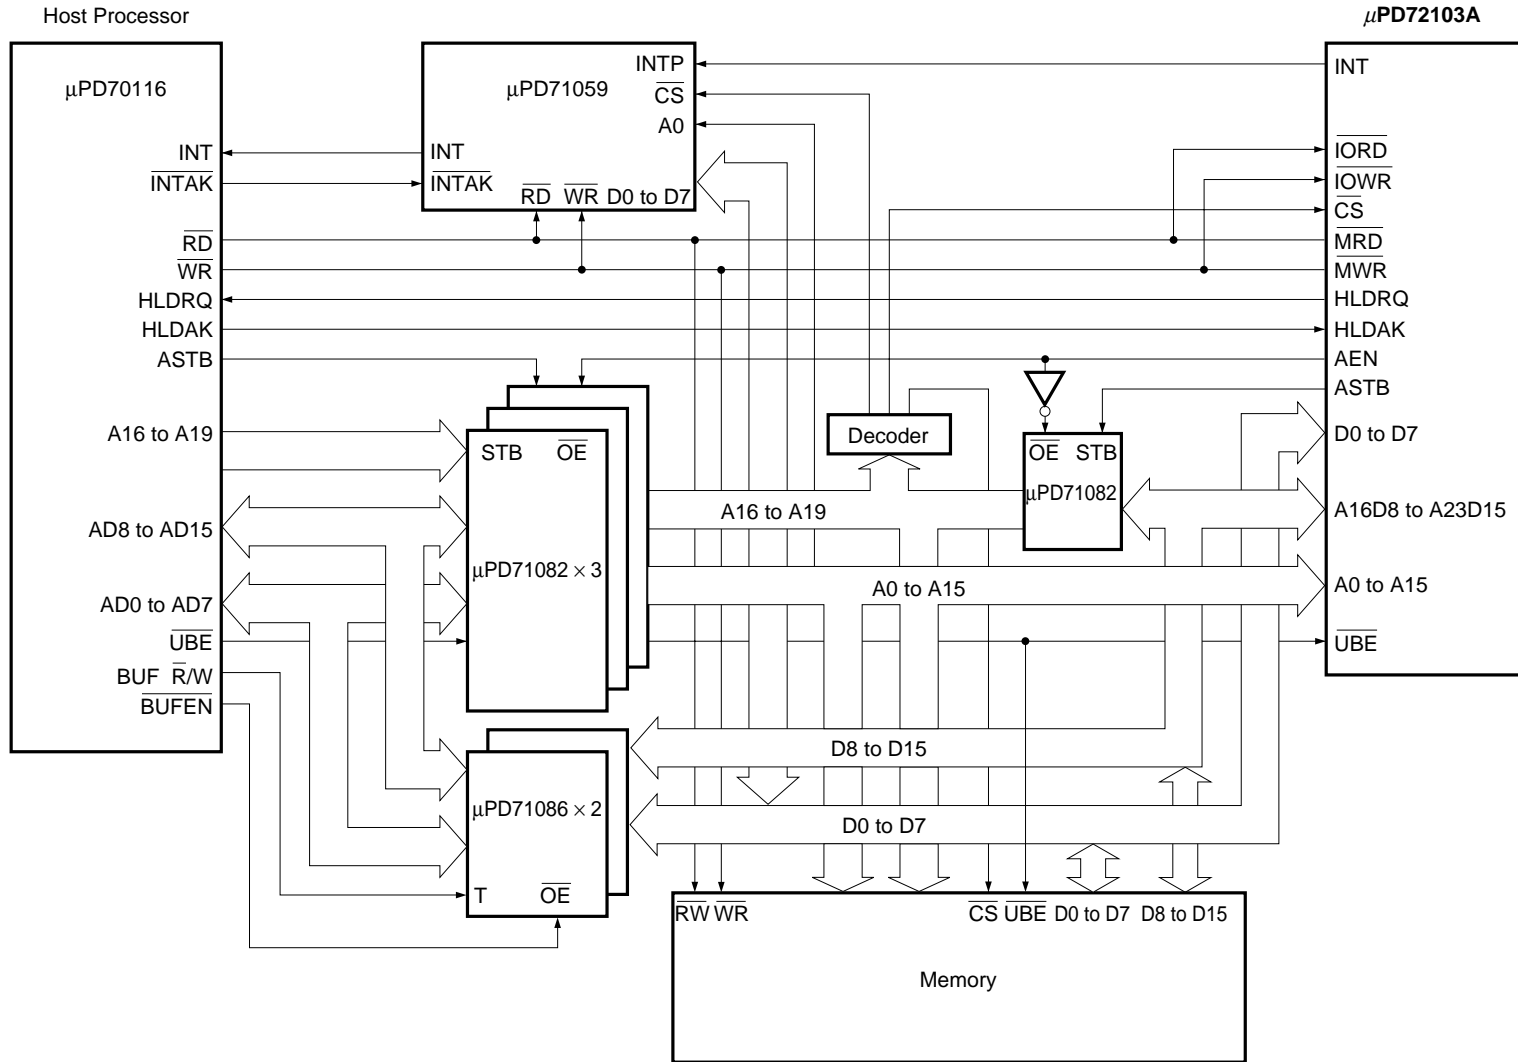 Host Processor
μPD72103A
μPD70116
INT
INTAK
RD
WR
HLDRQ
HLDAK
ASTB
A16 to A19
AD8 to AD15
AD0 to AD7
UBE
BUF R/W
BUFEN
μPD71059
INTP
CS
A0
INT
INTAK
RD WR D0 to D7
INT
IORD
IOWR
CS
MRD
MWR
HLDRQ
HLDAK
AEN
ASTB
D0 to D7
A16D8 to A23D15
A0 to A15
UBE
STB OE
μPD71082 × 3
Decoder
OE STB
μPD71082
A16 to A19
A0 to A15
D8 to D15
D0 to D7
μPD71086 × 2
T OE
RW WR CS UBE D0 to D7 D8 to D15
Memory